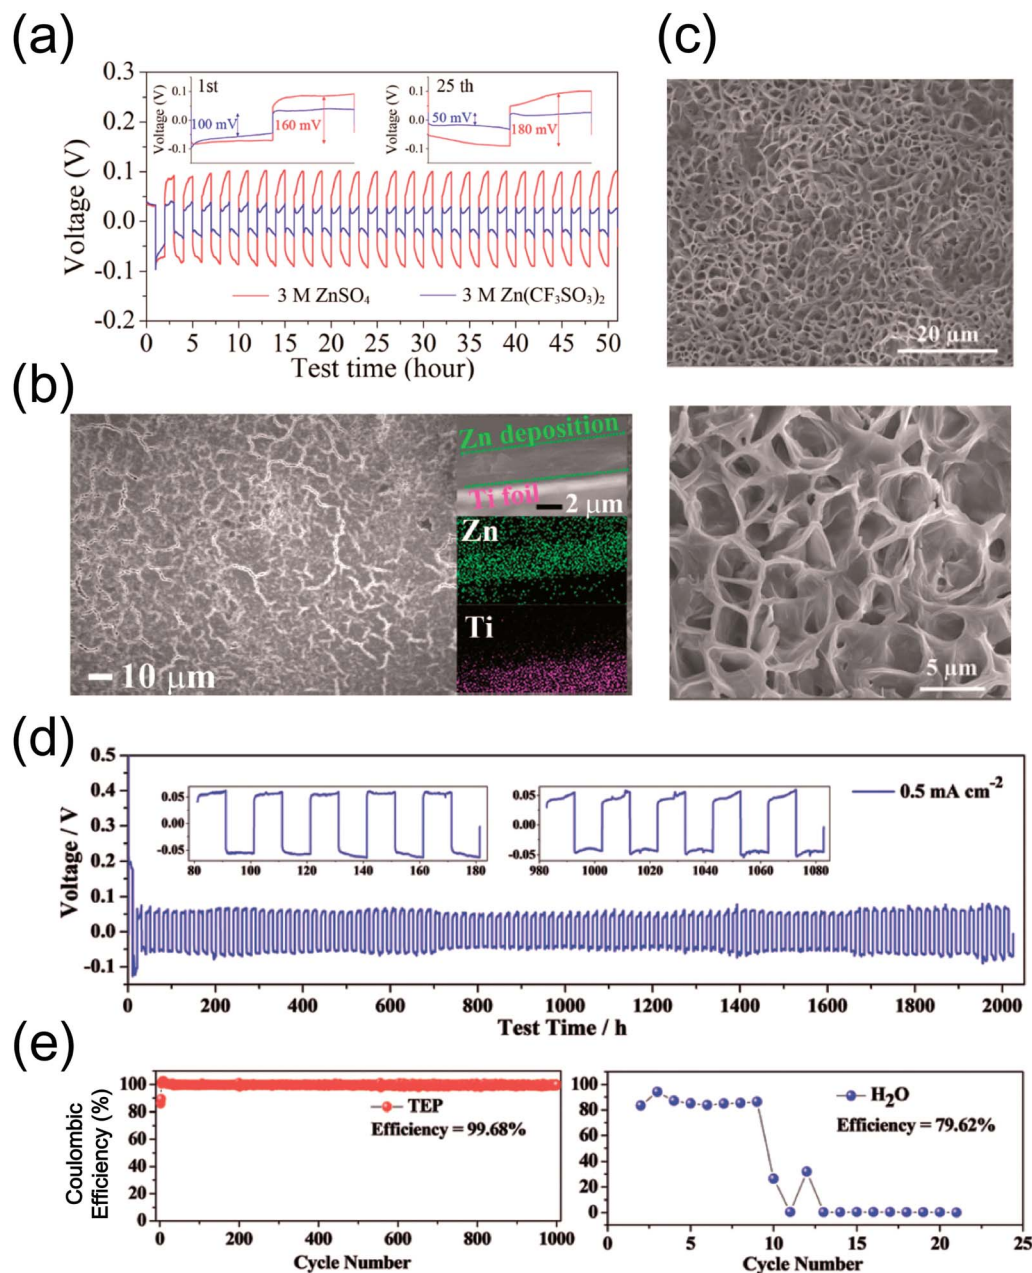 (a)
0.3
0.2
0.1
0.0
-0.1
-0.2
Voltage (V)
0 5 10 15 20 25 30 35 40 45 50
Test time (hour)
1st
Voltage (V)
0.1
0.0
-0.1
100 mV
160 mV
25 th
Voltage (V)
0.1
0.0
-0.1
50 mV
180 mV
3 M ZnSO₄
3 M Zn(CF₃SO₃)₂
(c)
20 µm
5 µm
(b)
10 µm
Zn deposition
Ti foil
2 µm
Zn
Ti
(d)
0.5
0.4
0.3
0.2
0.1
0.0
-0.1
Voltage / V
0 200 400 600 800 1000 1200 1400 1600 1800 2000
Test Time / h
0.05
0.00
-0.05
80 100 120 140 160 180
0.05
0.00
-0.05
980 1000 1020 1040 1060 1080
0.5 mA cm⁻²
(e)
Coulombic
Efficiency (%)
100
80
60
40
20
0
0 200 400 600 800 1000
Cycle Number
TEP
Efficiency = 99.68%
100
80
60
40
20
0
0 5 10 15 20 25
Cycle Number
H₂O
Efficiency = 79.62%